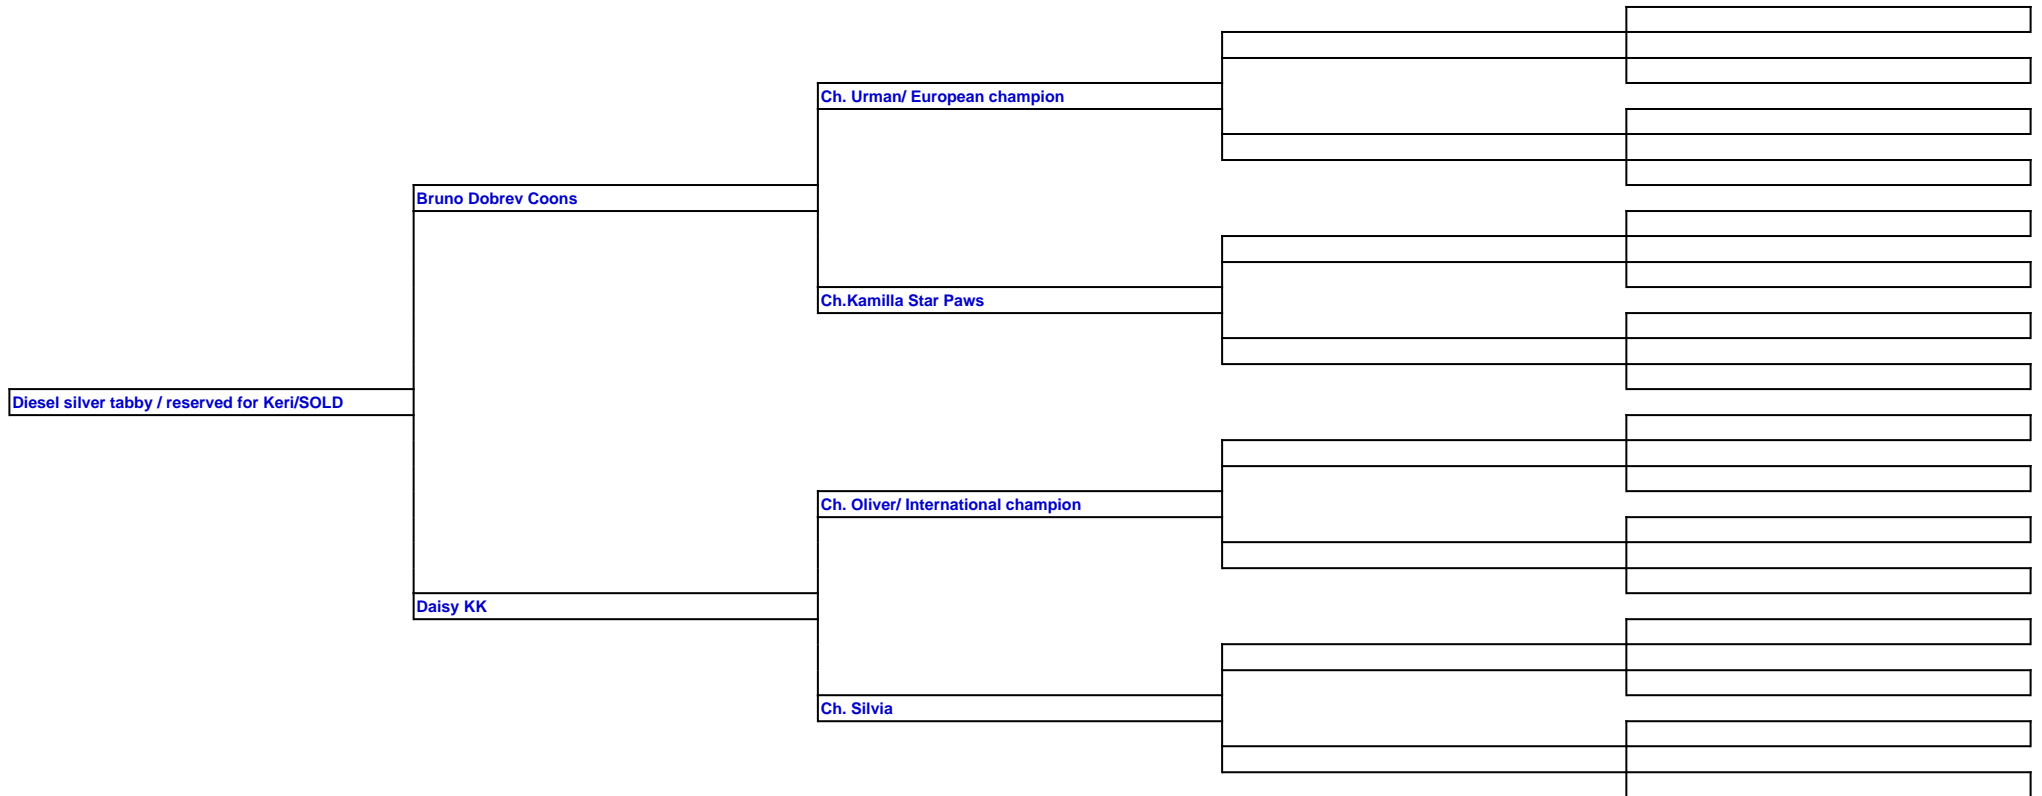 Ch. Urman/ European champion
Bruno Dobrev Coons
Ch.Kamilla Star Paws
Diesel silver tabby / reserved for Keri/SOLD
Ch. Oliver/ International champion
Daisy KK
Ch. Silvia